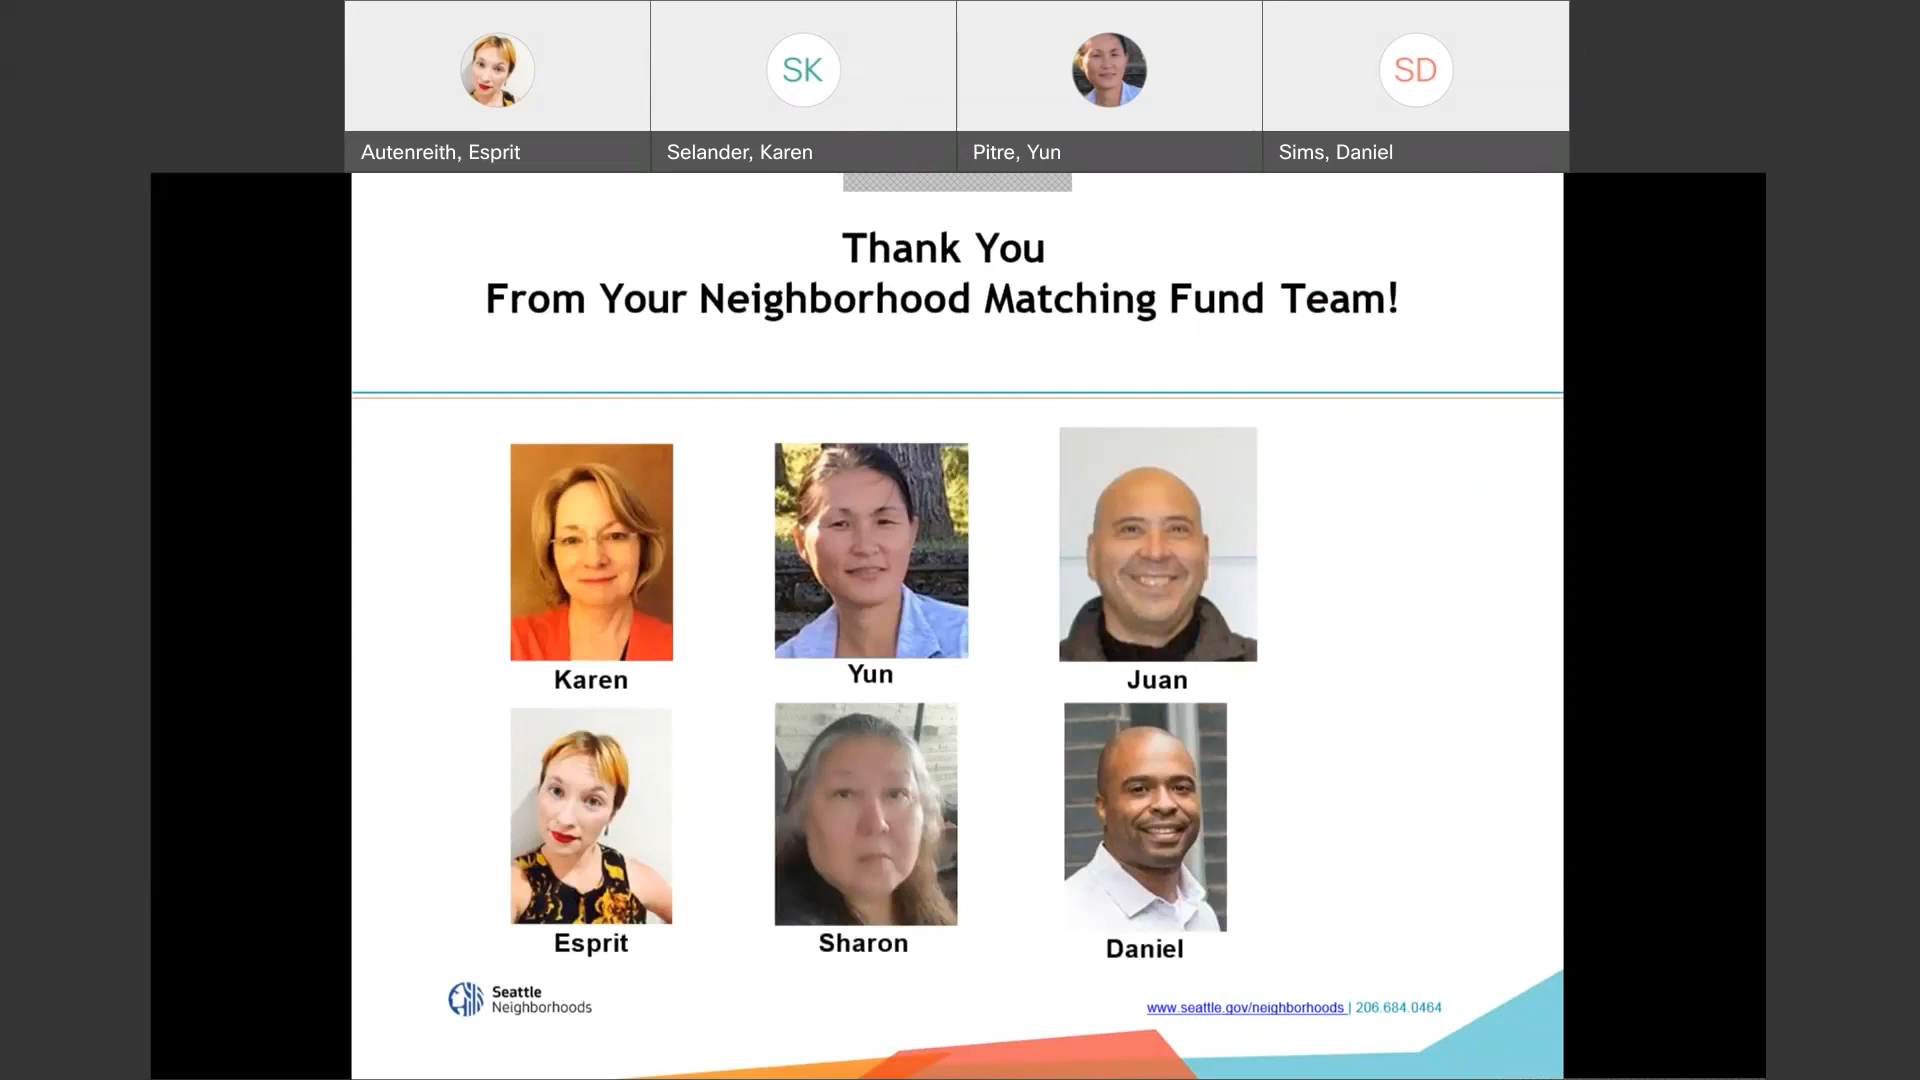 SK
SD
Autenreith, Esprit
Selander, Karen
Pitre, Yun
Sims, Daniel
Thank You
From Your Neighborhood Matching Fund Team!
Karen
Yun
Juan
Esprit
Sharon
Daniel
Seattle
Neighborhoods
www.seattle.gov/neighborhoods | 206.684.0464